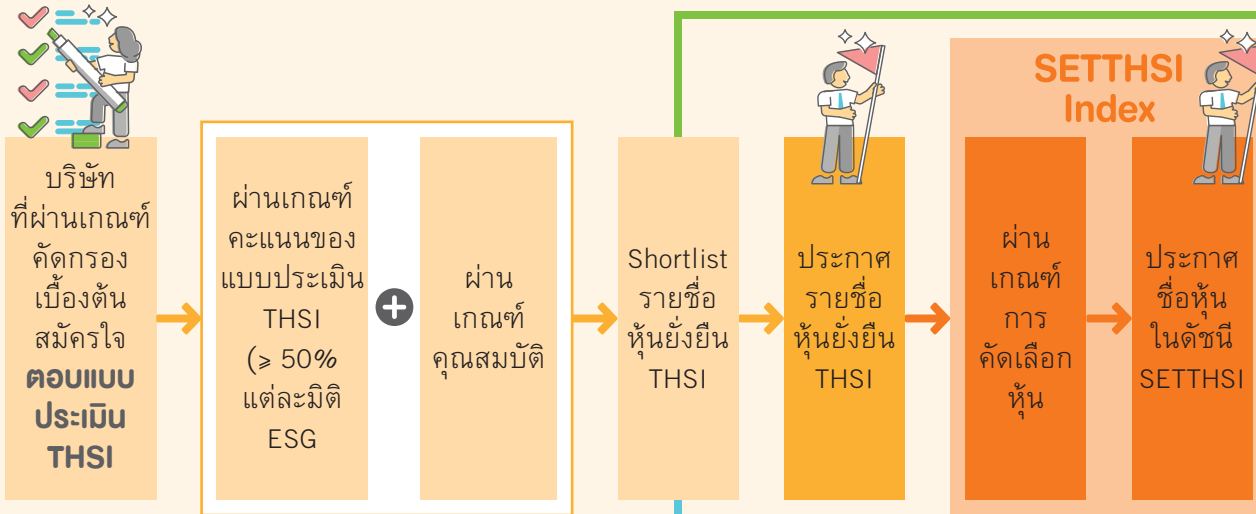 บริษัท
ที่ผ่านเกณฑ์
คัดกรอง
เบื้องต้น
สมัครใจ
ตอบแบบ
ประเมิน
THSI
ผ่านเกณฑ์
คะแนนของ
แบบประเมิน
THSI
(⩾ 50%
แต่ละมิติ
ESG
+
ผ่าน
เกณฑ์
คุณสมบัติ
Shortlist
รายชื่อ
หุ้นยั่งยืน
THSI
ประกาศ
รายชื่อ
หุ้นยั่งยืน
THSI
SETTHSI
Index
ผ่าน
เกณฑ์
การ
คัดเลือก
หุ้น
ประกาศ
ชื่อหุ้น
ในดัชนี
SETTHSI